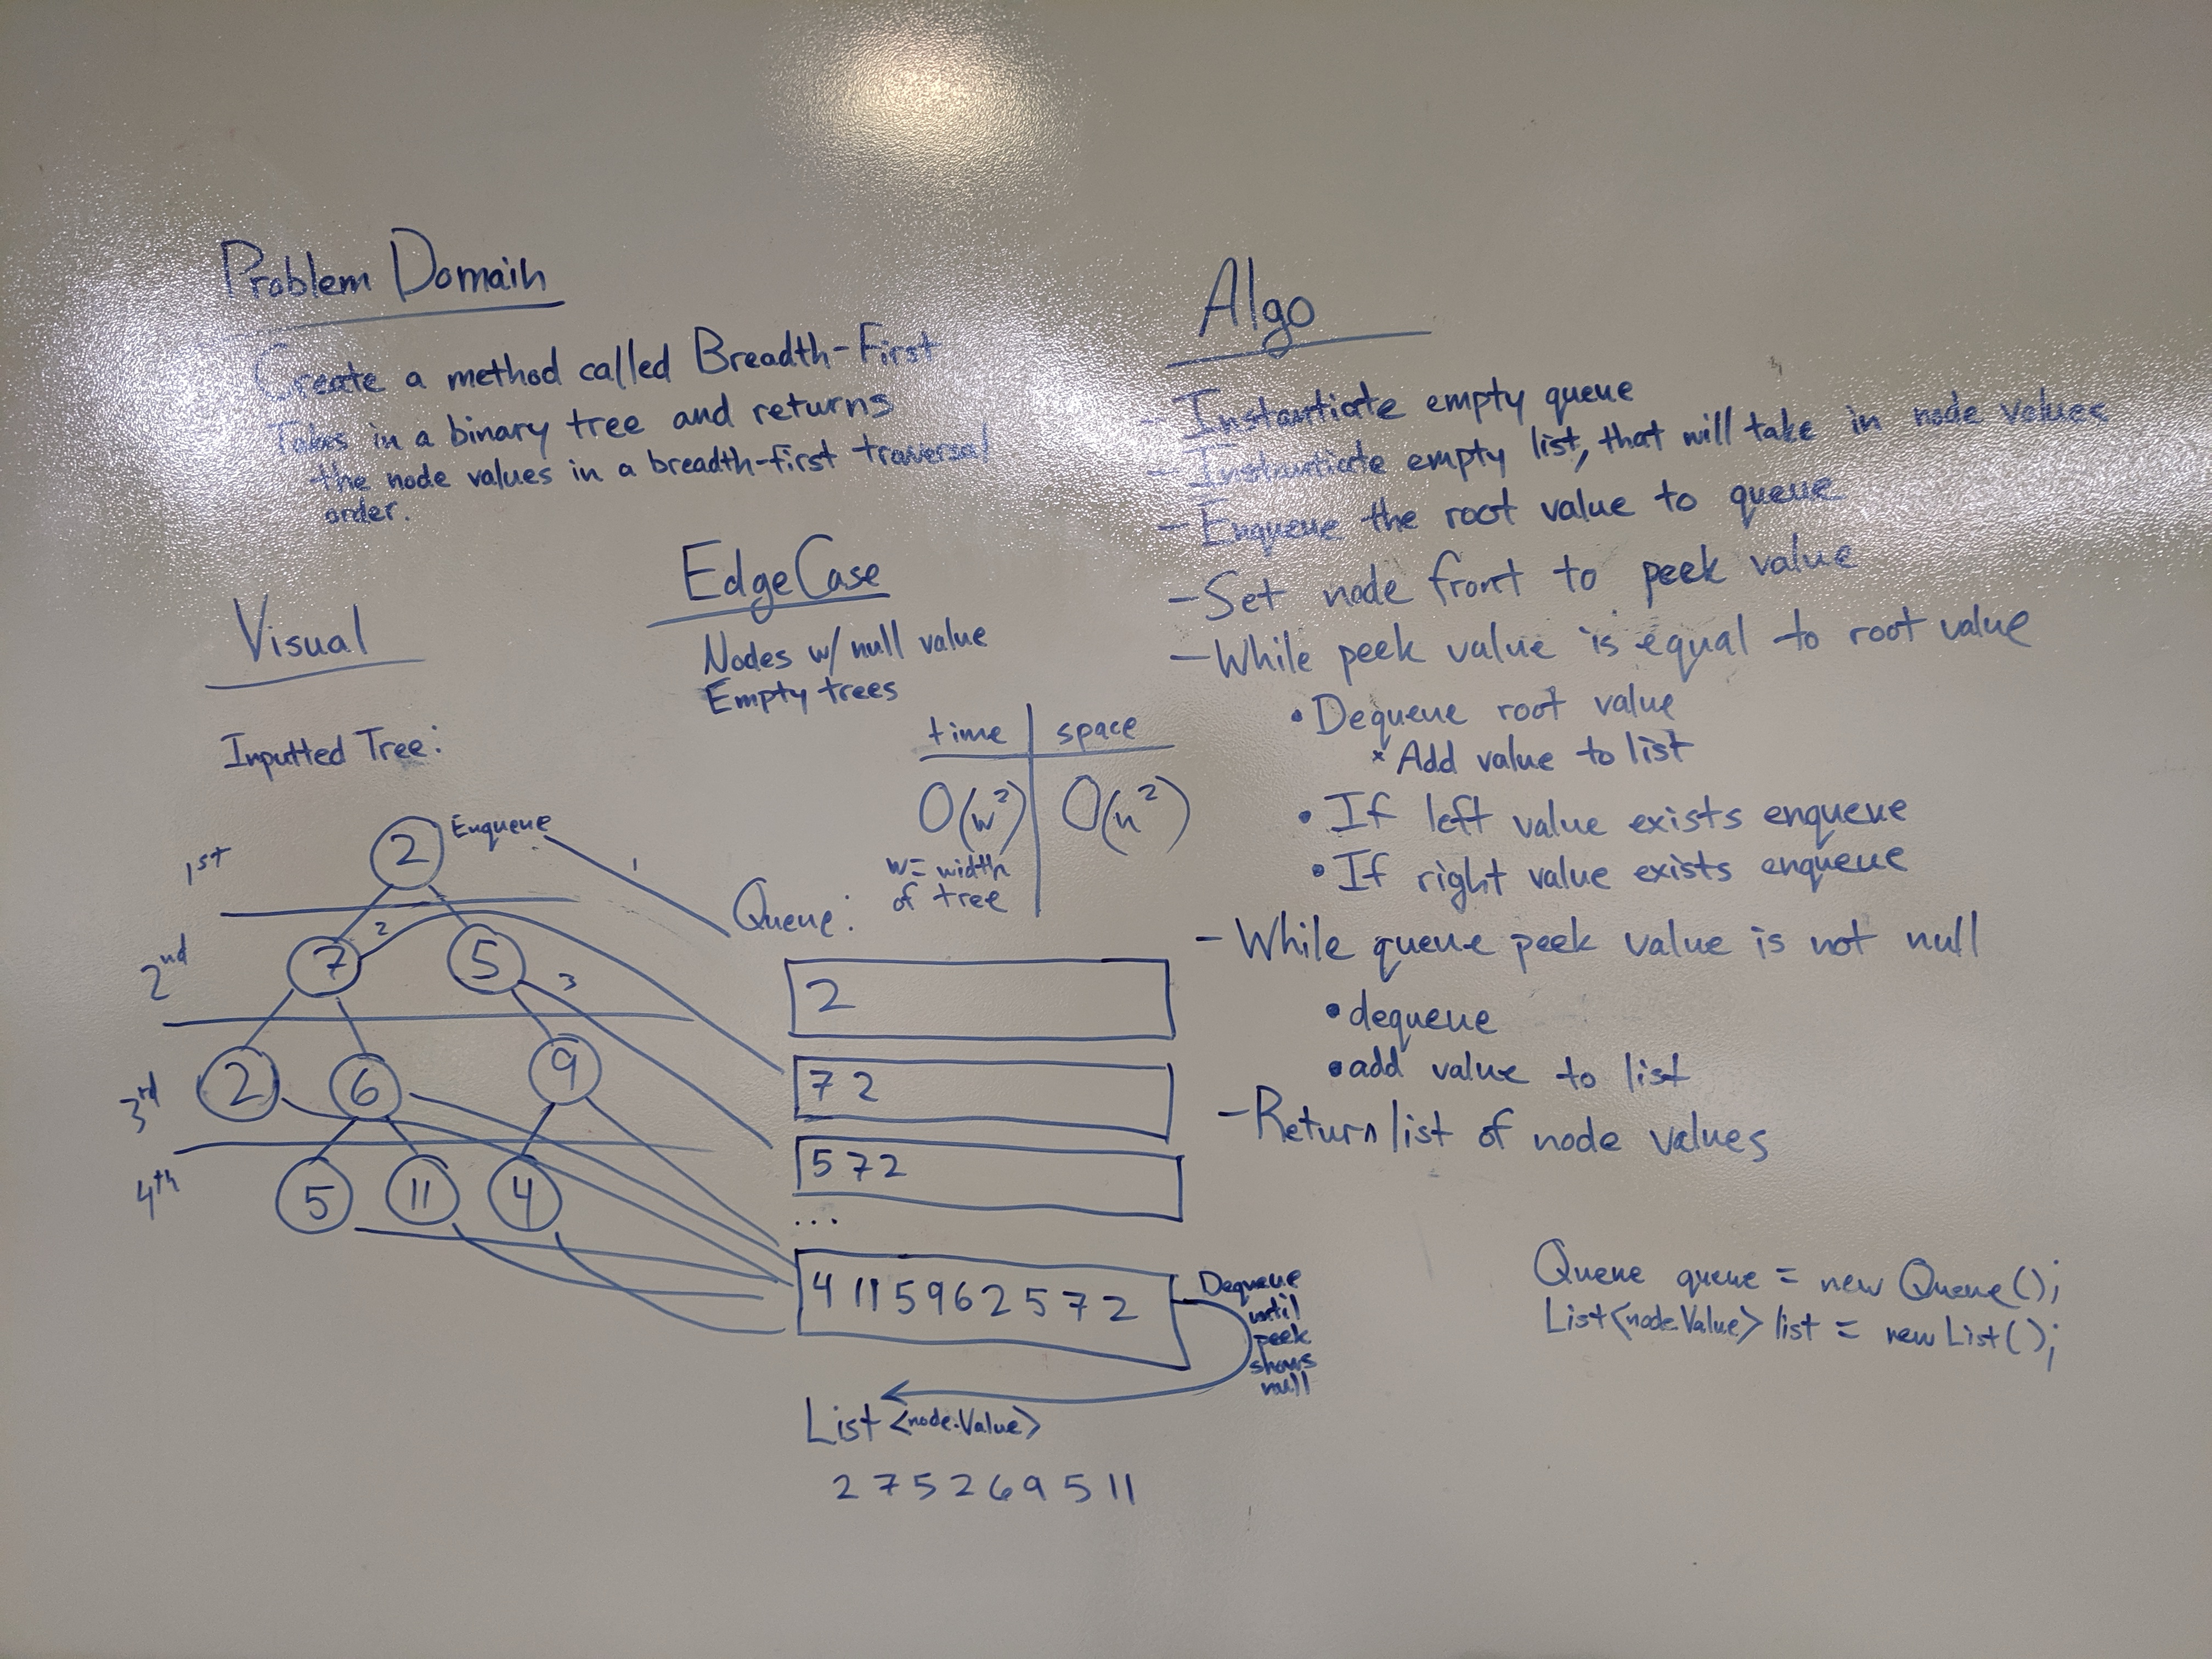 Problem Domain
Create a method called Breadth-First
Takes in a binary tree and returns
the node values in a breadth-first traversal
order.
Edge Case
Nodes w/ null value
Empty trees
Visual
Inputted Tree:
time | space
O(w²) | O(n²)
w = width
of tree
2 Enqueue 1
1st
7 2 5 3
2nd
2 6 9
3rd
5 11 4
4th
Queue:
2
7 2
5 7 2
...
4 11 5 9 6 2 5 7 2
Dequeue
until
peek
shows
null
List <node.Value>
2 7 5 2 6 9 5 11
Algo
- Instantiate empty queue
- Instantiate empty list, that will take in node values
- Enqueue the root value to queue
- Set node front to peek value
- While peek value is equal to root value
• Dequeue root value
* Add value to list
• If left value exists enqueue
• If right value exists enqueue
- While queue peek value is not null
• dequeue
• add value to list
- Return list of node values
Queue queue = new Queue();
List<node.Value> list = new List();